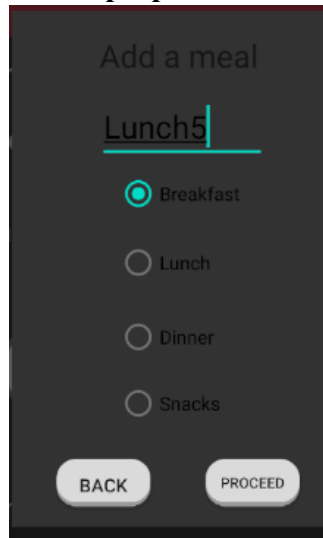 Add a meal
Lunch5
Breakfast
Lunch
Dinner
Snacks
BACK PROCEED